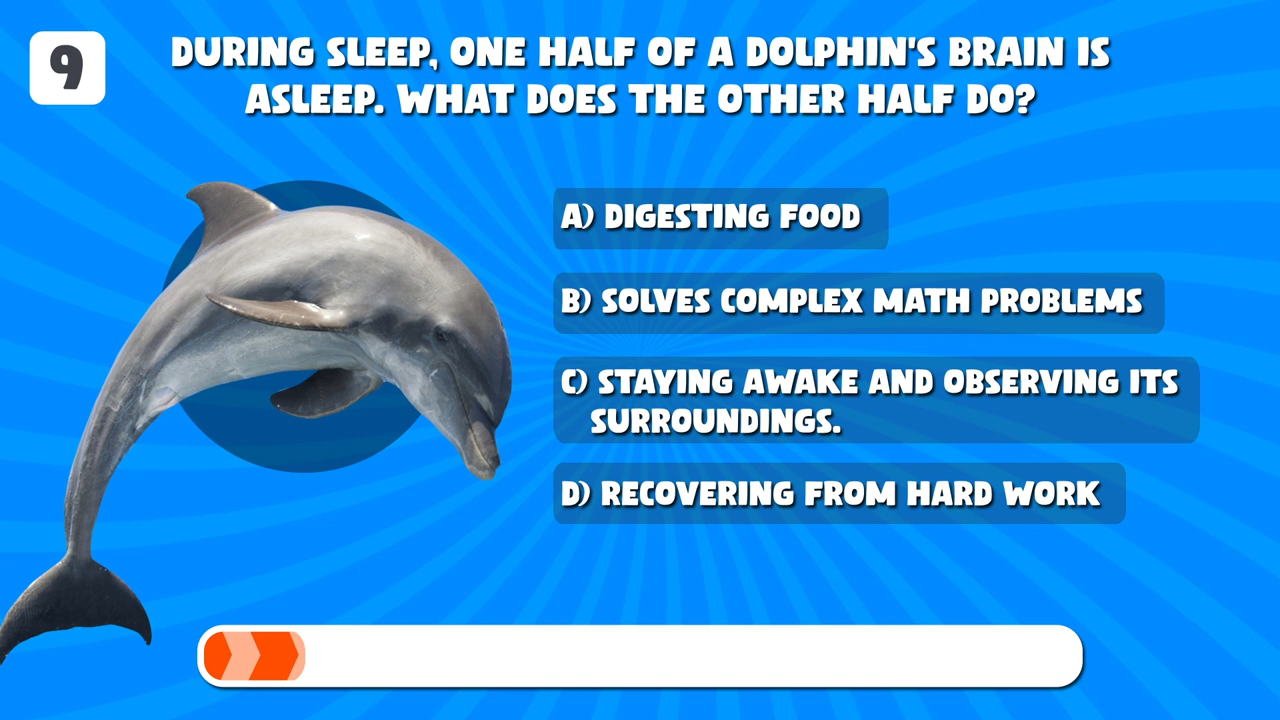 9
DURING SLEEP, ONE HALF OF A DOLPHIN'S BRAIN IS
ASLEEP. WHAT DOES THE OTHER HALF DO?
A) DIGESTING FOOD
B) SOLVES COMPLEX MATH PROBLEMS
C) STAYING AWAKE AND OBSERVING ITS
SURROUNDINGS.
D) RECOVERING FROM HARD WORK